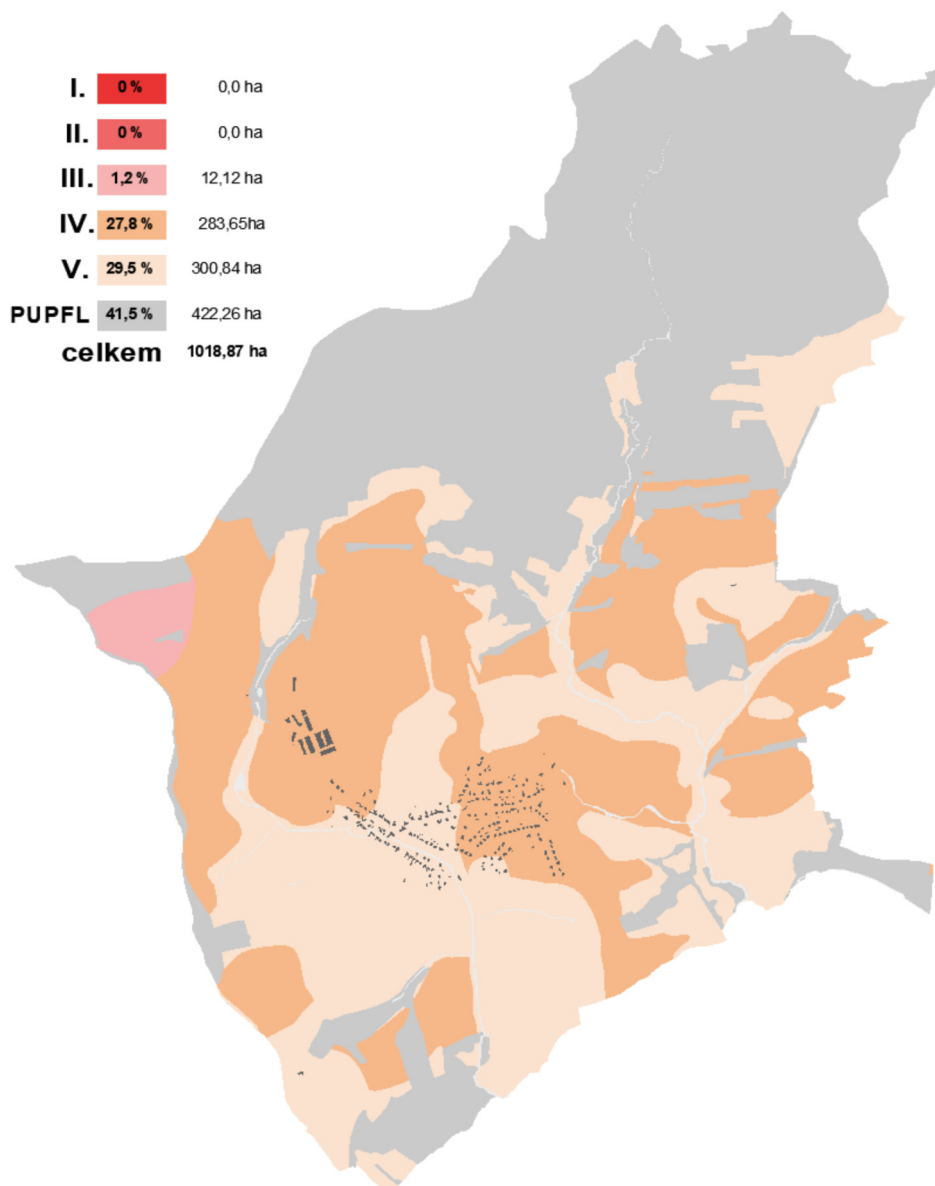 I. 0 % 0,0 ha
II. 0 % 0,0 ha
III. 1,2 % 12,12 ha
IV. 27,8 % 283,65ha
V. 29,5 % 300,84 ha
PUPFL 41,5 % 422,26 ha
celkem 1018,87 ha